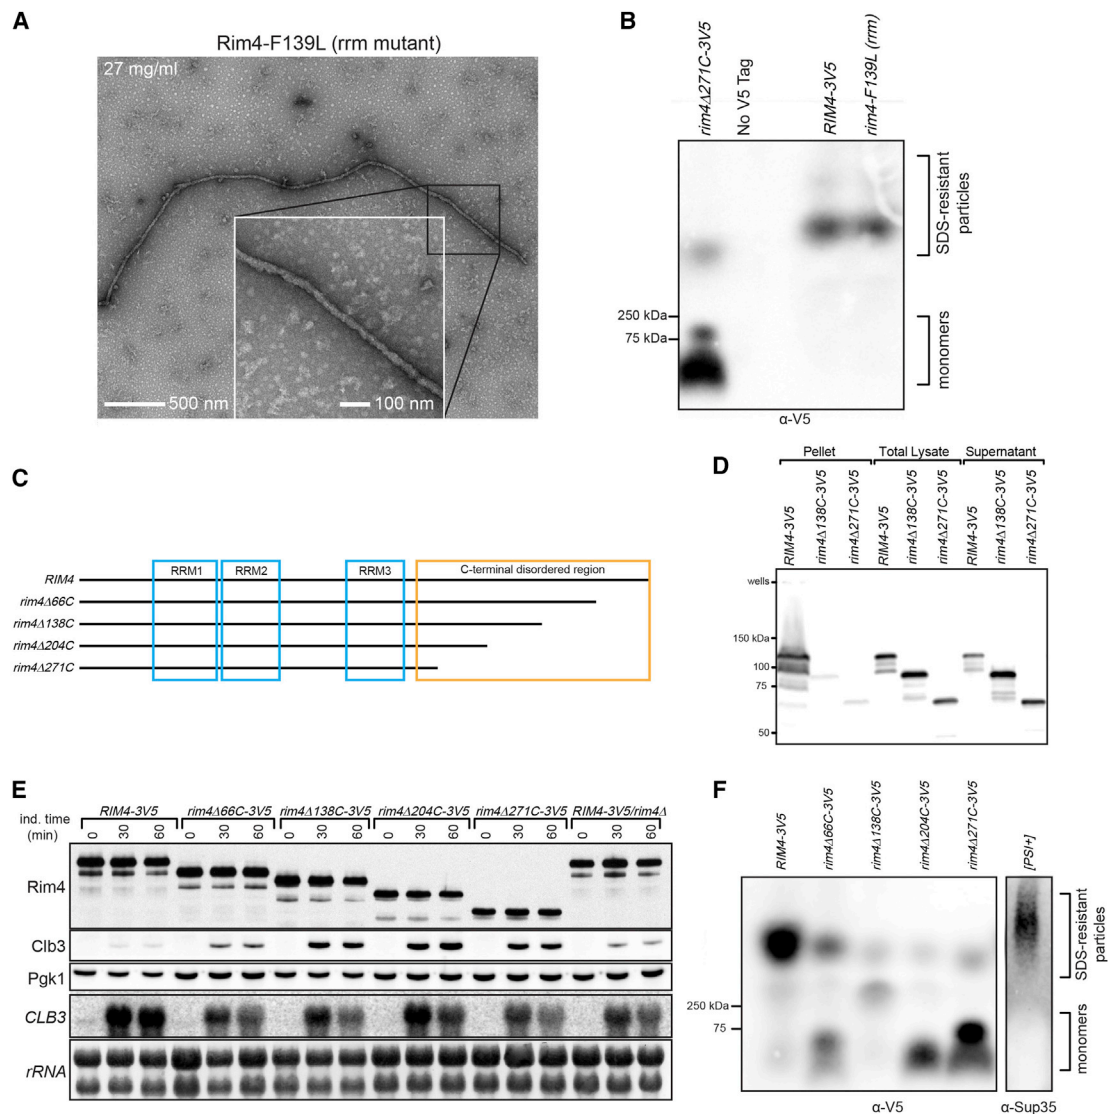 A
Rim4-F139L (rrm mutant)
27 mg/ml
500 nm
100 nm
B
rim4Δ271C-3V5
No V5 Tag
RIM4-3V5
rim4-F139L (rrm)
SDS-resistant
particles
250 kDa
75 kDa
monomers
α-V5
C
RRM1 RRM2 RRM3 C-terminal disordered region
RIM4
rim4Δ66C
rim4Δ138C
rim4Δ204C
rim4Δ271C
D
Pellet Total Lysate Supernatant
RIM4-3V5
rim4Δ138C-3V5
rim4Δ271C-3V5
RIM4-3V5
rim4Δ138C-3V5
rim4Δ271C-3V5
RIM4-3V5
rim4Δ138C-3V5
rim4Δ271C-3V5
wells
150 kDa
100
75
50
E
RIM4-3V5 rim4Δ66C-3V5 rim4Δ138C-3V5 rim4Δ204C-3V5 rim4Δ271C-3V5 RIM4-3V5/rim4Δ
ind. time
(min)
0 30 60 0 30 60 0 30 60 0 30 60 0 30 60 0 30 60
Rim4
Clb3
Pgk1
CLB3
rRNA
F
RIM4-3V5
rim4Δ66C-3V5
rim4Δ138C-3V5
rim4Δ204C-3V5
rim4Δ271C-3V5
[PSI+]
SDS-resistant
particles
250 kDa
75
monomers
α-V5
α-Sup35